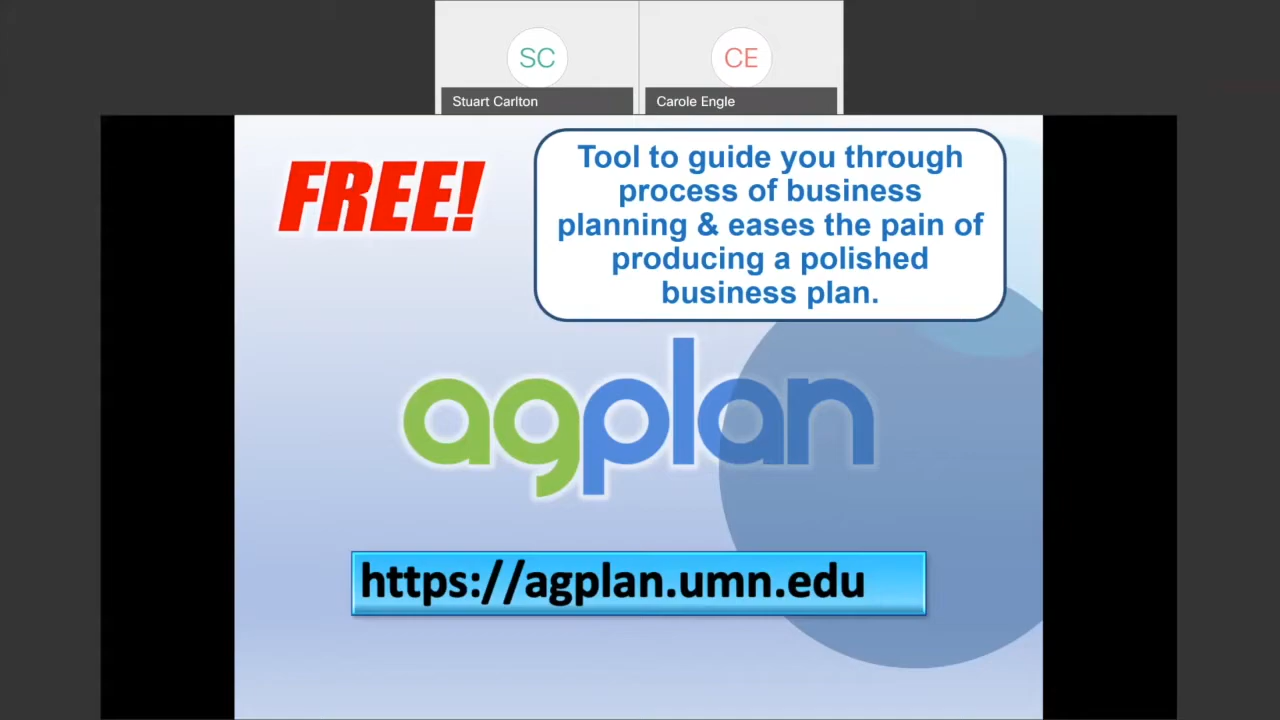 SC
CE
Stuart Carlton
Carole Engle
FREE!
Tool to guide you through
process of business
planning & eases the pain of
producing a polished
business plan.
agplan
https://agplan.umn.edu